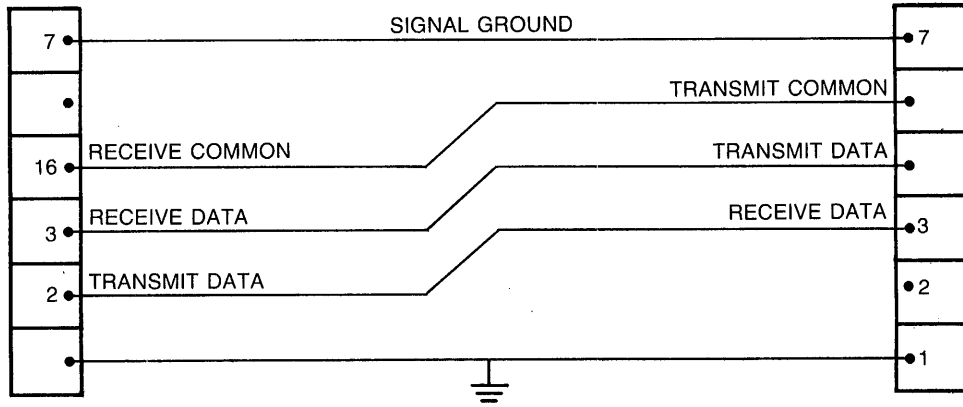 SIGNAL GROUND
7
7
TRANSMIT COMMON
16
RECEIVE COMMON
TRANSMIT DATA
3
RECEIVE DATA
RECEIVE DATA
3
2
TRANSMIT DATA
2
1